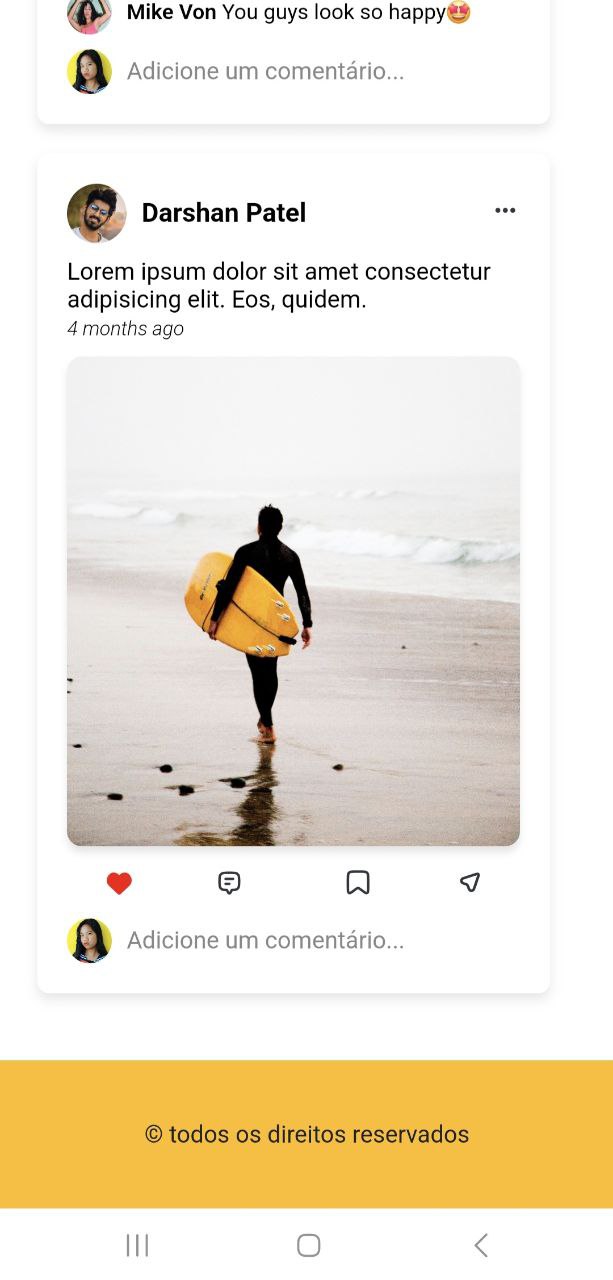 Mike Von You guys look so happy🤩
Adicione um comentário...
Darshan Patel
Lorem ipsum dolor sit amet consectetur
adipisicing elit. Eos, quidem.
4 months ago
Adicione um comentário...
© todos os direitos reservados